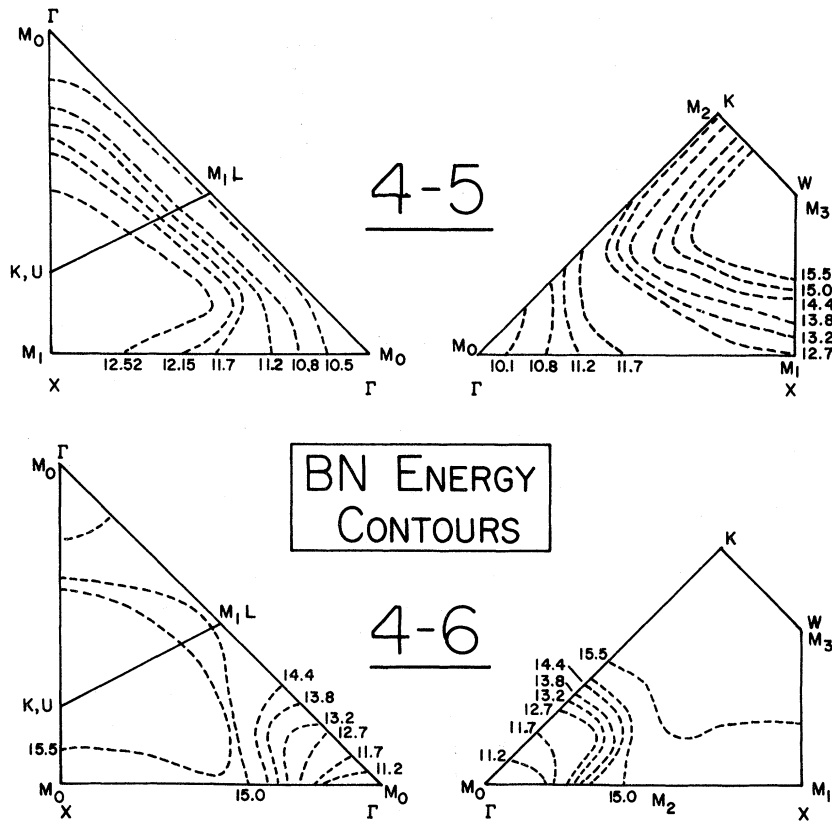 Γ
M₀
M₁ L
K, U
M₁
M₀
12.52 12.15 11.7 11.2 10.8 10.5
X
Γ
4-5
M₂ K
W
M₃
15.5
15.0
14.4
13.8
13.2
12.7
M₀
10.1 10.8 11.2 11.7
M₁
Γ
X
BN ENERGY
CONTOURS
Γ
M₀
M₁ L
K, U
15.5
14.4
13.8
13.2
12.7
11.7
11.2
M₀
M₀
15.0
X
Γ
4-6
K
W
M₃
15.5
14.4
13.8
13.2
12.7
11.7
11.2
M₀
15.0
M₂
M₁
Γ
X